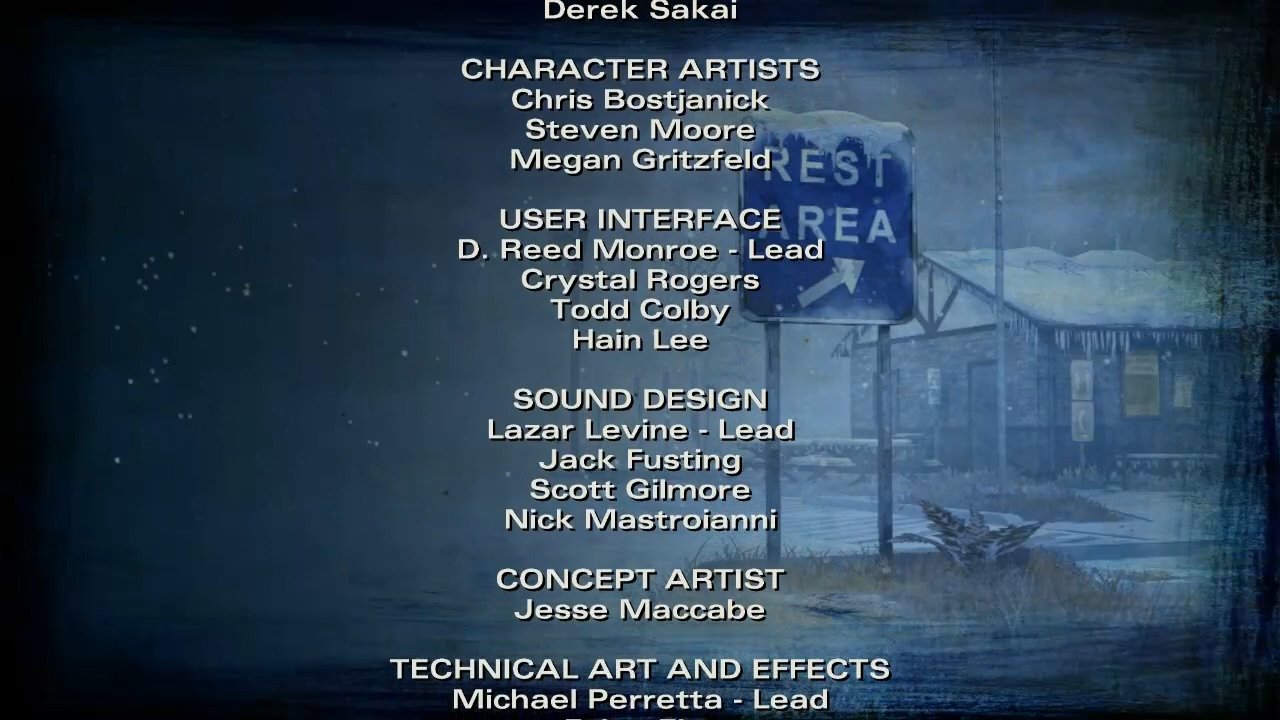 Derek Sakai
CHARACTER ARTISTS
Chris Bostjanick
Steven Moore
Megan Gritzfeld
REST
AREA
USER INTERFACE
D. Reed Monroe - Lead
Crystal Rogers
Todd Colby
Hain Lee
SOUND DESIGN
Lazar Levine - Lead
Jack Fusting
Scott Gilmore
Nick Mastroianni
CONCEPT ARTIST
Jesse Maccabe
TECHNICAL ART AND EFFECTS
Michael Perretta - Lead